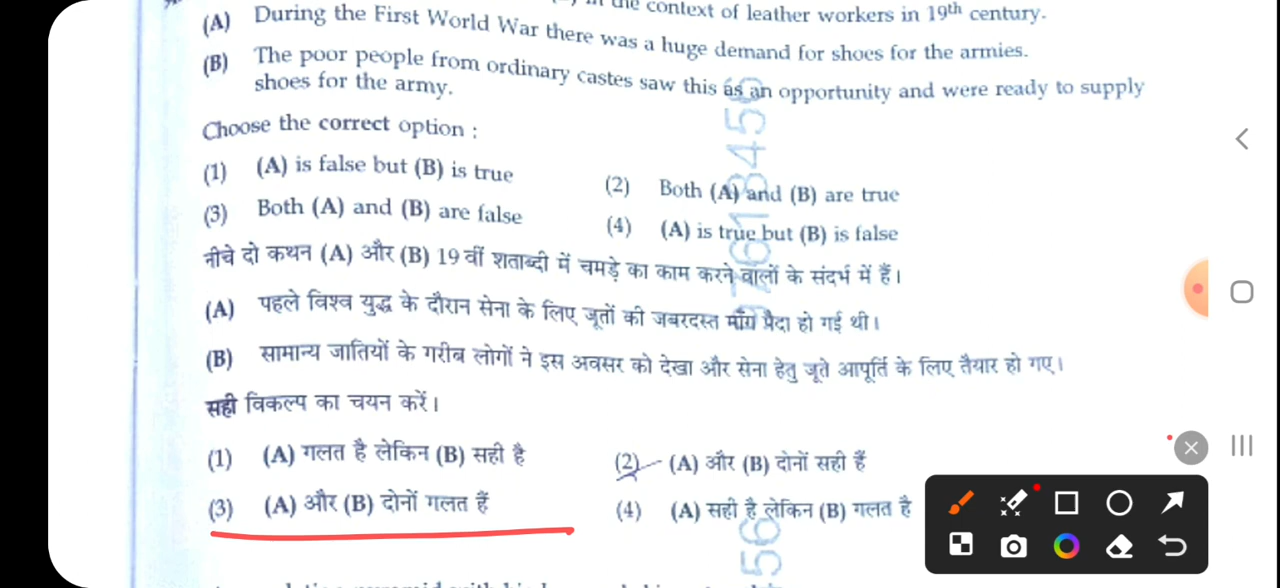 the context of leather workers in 19th century.
(A) During the First World War there was a huge demand for shoes for the armies.
(B) The poor people from ordinary castes saw this as an opportunity and were ready to supply
shoes for the army.
Choose the correct option :
(1) (A) is false but (B) is true
(2) Both (A) and (B) are true
(3) Both (A) and (B) are false
(4) (A) is true but (B) is false
नीचे दो कथन (A) और (B) 19 वीं शताब्दी में चमड़े का काम करने वालों के संदर्भ में हैं।
(A) पहले विश्व युद्ध के दौरान सेना के लिए जूतों की जबरदस्त माँग पैदा हो गई थी।
(B) सामान्य जातियों के गरीब लोगों ने इस अवसर को देखा और सेना हेतु जूते आपूर्ति के लिए तैयार हो गए।
सही विकल्प का चयन करें।
(1) (A) गलत है लेकिन (B) सही है
(2) (A) और (B) दोनों सही हैं
(3) (A) और (B) दोनों गलत हैं
(4) (A) सही है लेकिन (B) गलत है